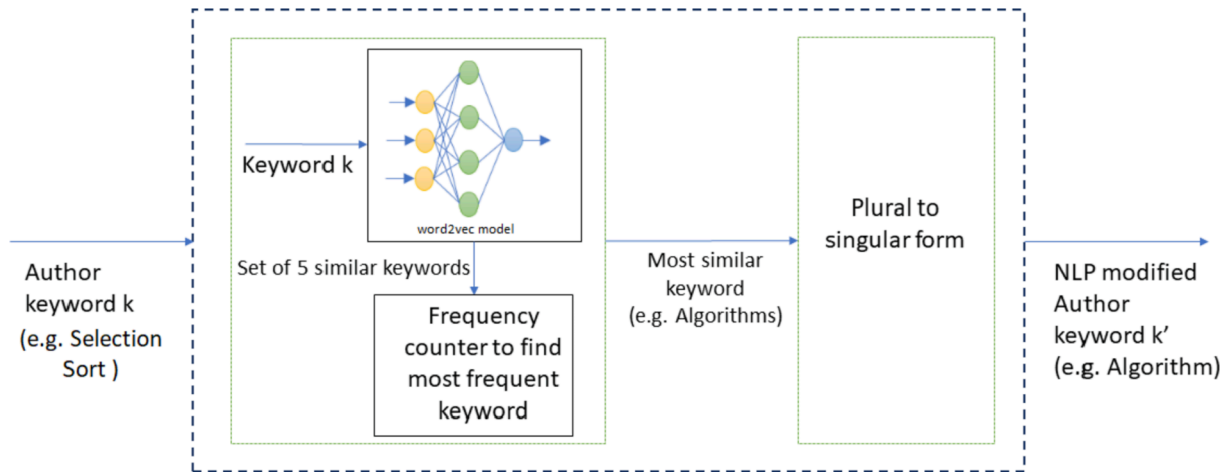 Author
keyword k
(e.g. Selection
Sort )
Keyword k
word2vec model
Set of 5 similar keywords
Frequency
counter to find
most frequent
keyword
Most similar
keyword
(e.g. Algorithms)
Plural to
singular form
NLP modified
Author
keyword k’
(e.g. Algorithm)